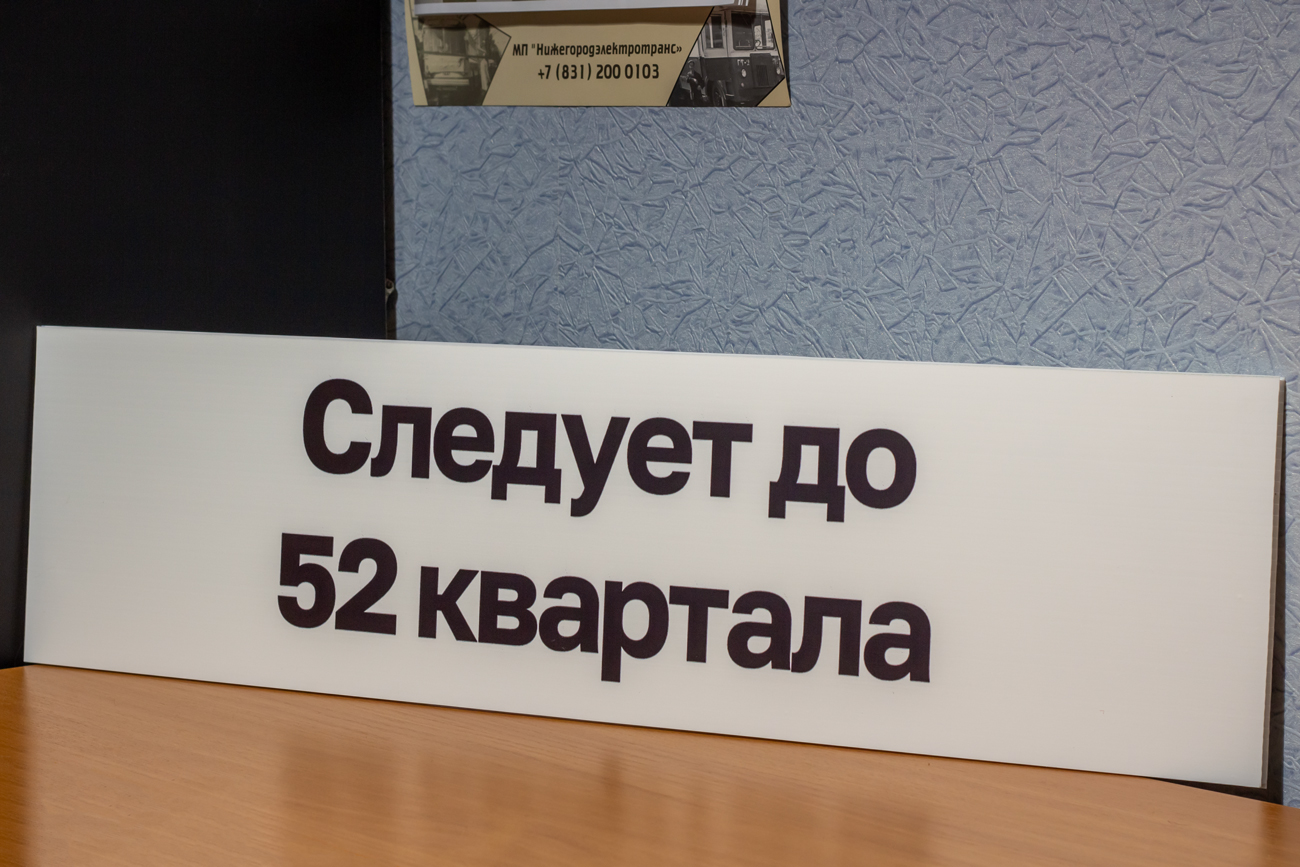 МП "Нижегородэлектротранс»
+7 (831) 200 0103
Следует до
52 квартала